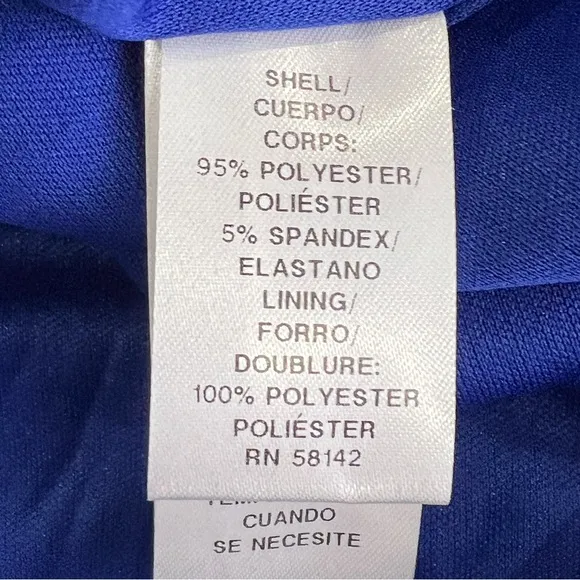 SHELL/
CUERPO/
CORPS:
95% POLYESTER/
POLIÉSTER
5% SPANDEX/
ELASTANO
LINING/
FORRO/
DOUBLURE:
100% POLYESTER
POLIÉSTER
RN 58142
CUANDO
SE NECESITE